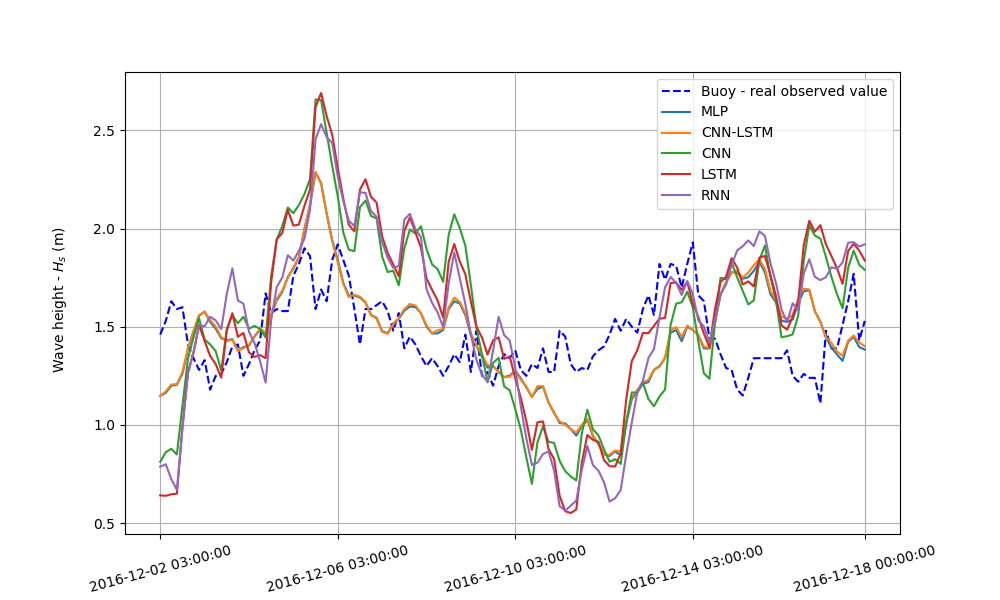 Buoy - real observed value
MLP
CNN-LSTM
CNN
LSTM
RNN
Wave height - Hs (m)
2.5
2.0
1.5
1.0
0.5
2016-12-02 03:00:00
2016-12-06 03:00:00
2016-12-10 03:00:00
2016-12-14 03:00:00
2016-12-18 00:00:00